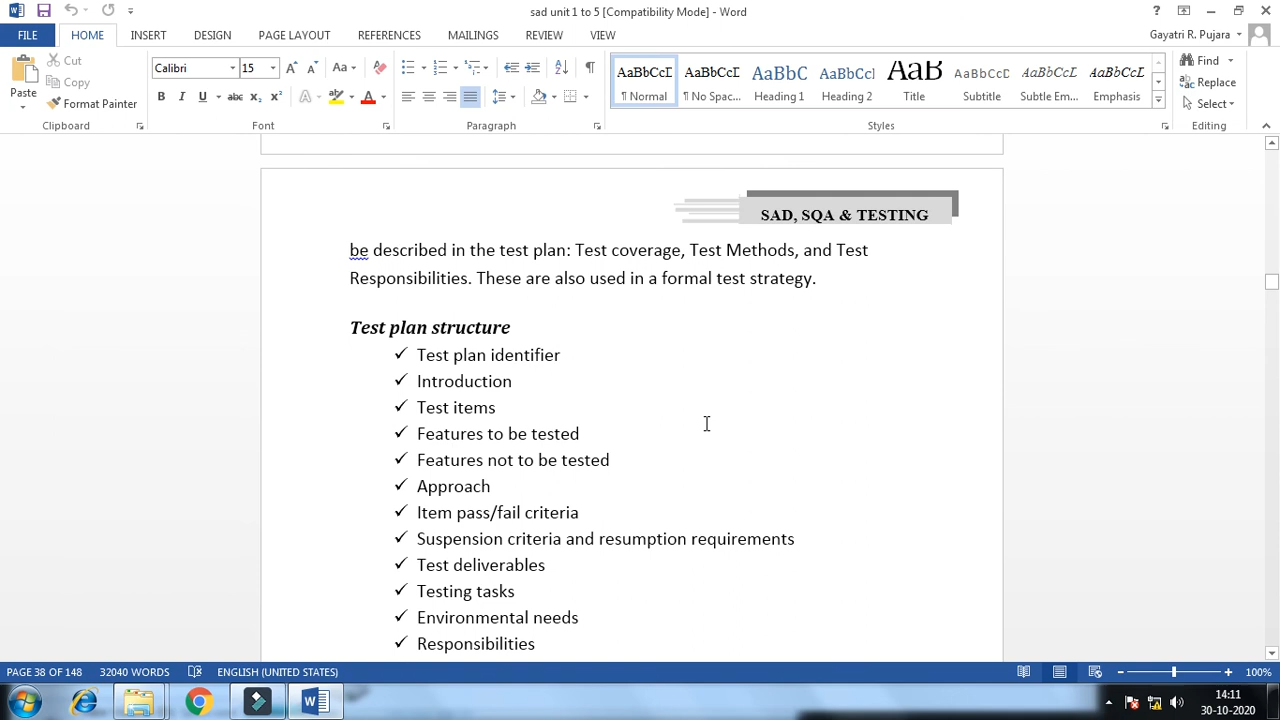 sad unit 1 to 5 [Compatibility Mode] - Word
FILE HOME INSERT DESIGN PAGE LAYOUT REFERENCES MAILINGS REVIEW VIEW Gayatri R. Pujara
Paste
Cut
Copy
Format Painter
Clipboard
Calibri 15
Font
Paragraph
AaBbCcI AaBbCcI AaBbC AaBbCcI AaB AaBbCcI AaBbCcI AaBbCcI
¶ Normal ¶ No Spac... Heading 1 Heading 2 Title Subtitle Subtle Em... Emphasis
Styles
Find
Replace
Select
Editing
SAD, SQA & TESTING
be described in the test plan: Test coverage, Test Methods, and Test
Responsibilities. These are also used in a formal test strategy.
Test plan structure
✓ Test plan identifier
✓ Introduction
✓ Test items
✓ Features to be tested
✓ Features not to be tested
✓ Approach
✓ Item pass/fail criteria
✓ Suspension criteria and resumption requirements
✓ Test deliverables
✓ Testing tasks
✓ Environmental needs
✓ Responsibilities
PAGE 38 OF 148 32040 WORDS ENGLISH (UNITED STATES) 100%
14:11
30-10-2020